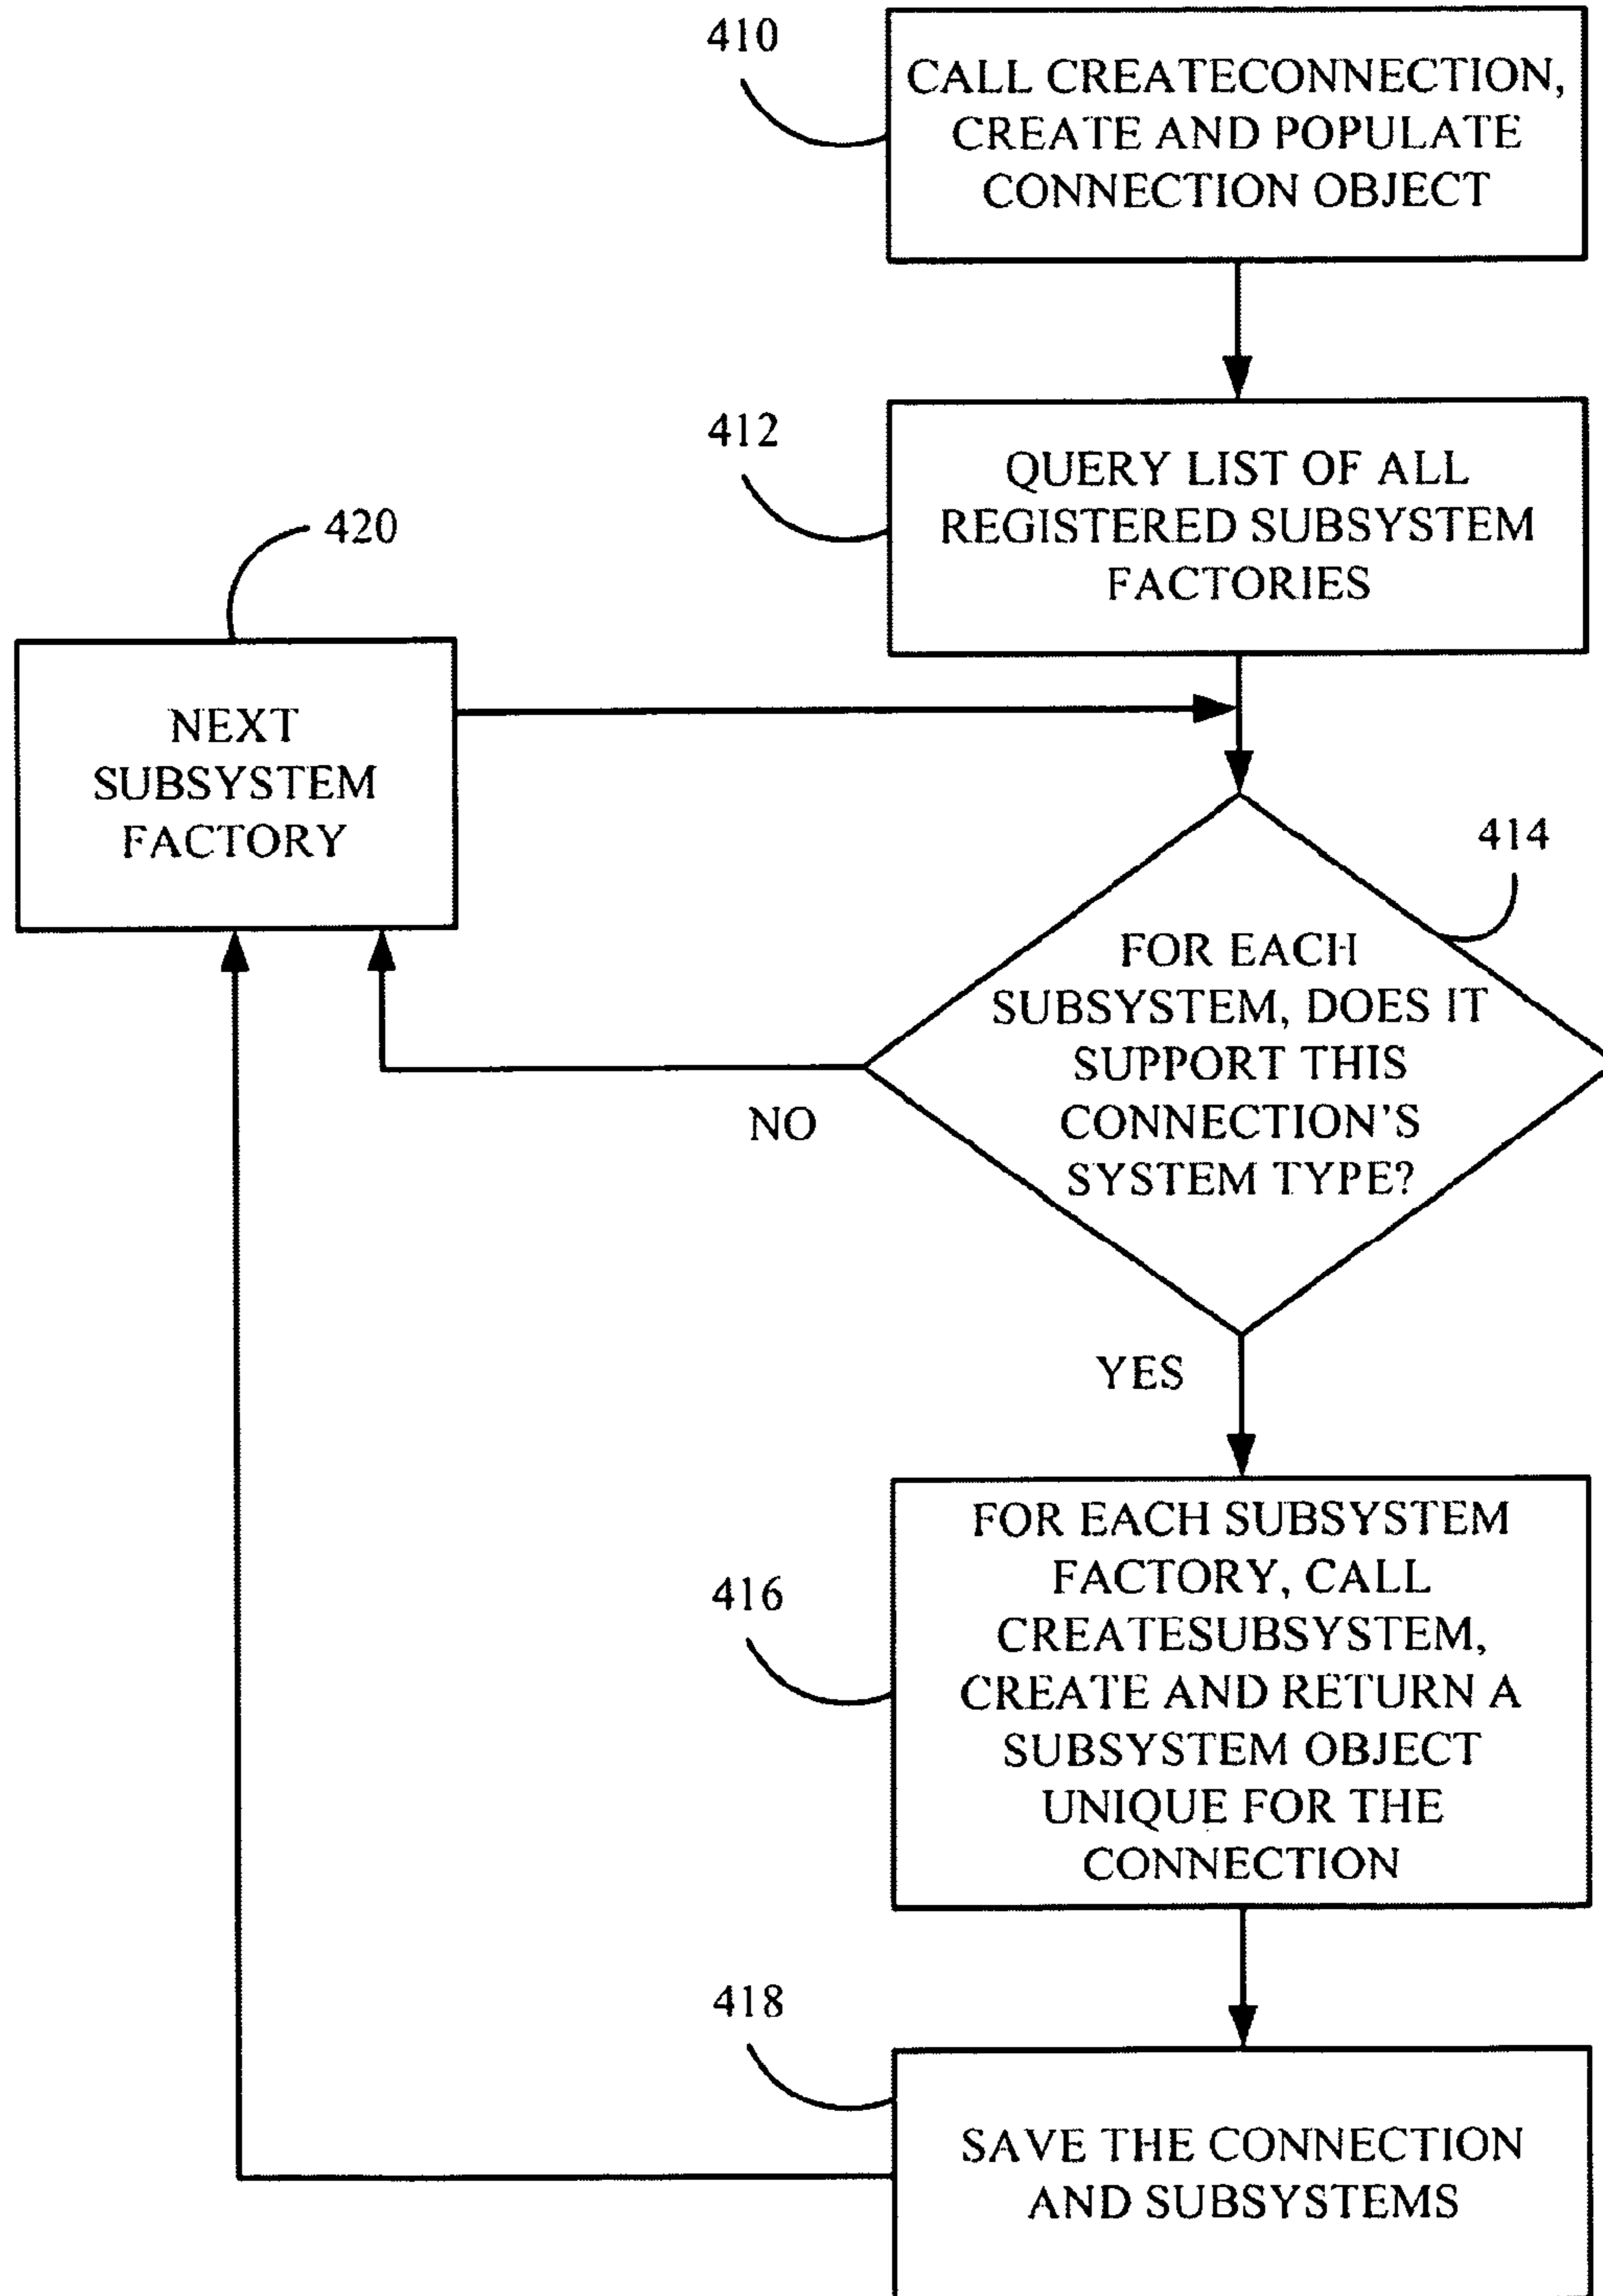 410
CALL CREATECONNECTION,
CREATE AND POPULATE
CONNECTION OBJECT
412
QUERY LIST OF ALL
REGISTERED SUBSYSTEM
FACTORIES
420
NEXT
SUBSYSTEM
FACTORY
414
FOR EACH
SUBSYSTEM, DOES IT
SUPPORT THIS
CONNECTION'S
SYSTEM TYPE?
NO
YES
416
FOR EACH SUBSYSTEM
FACTORY, CALL
CREATESUBSYSTEM,
CREATE AND RETURN A
SUBSYSTEM OBJECT
UNIQUE FOR THE
CONNECTION
418
SAVE THE CONNECTION
AND SUBSYSTEMS